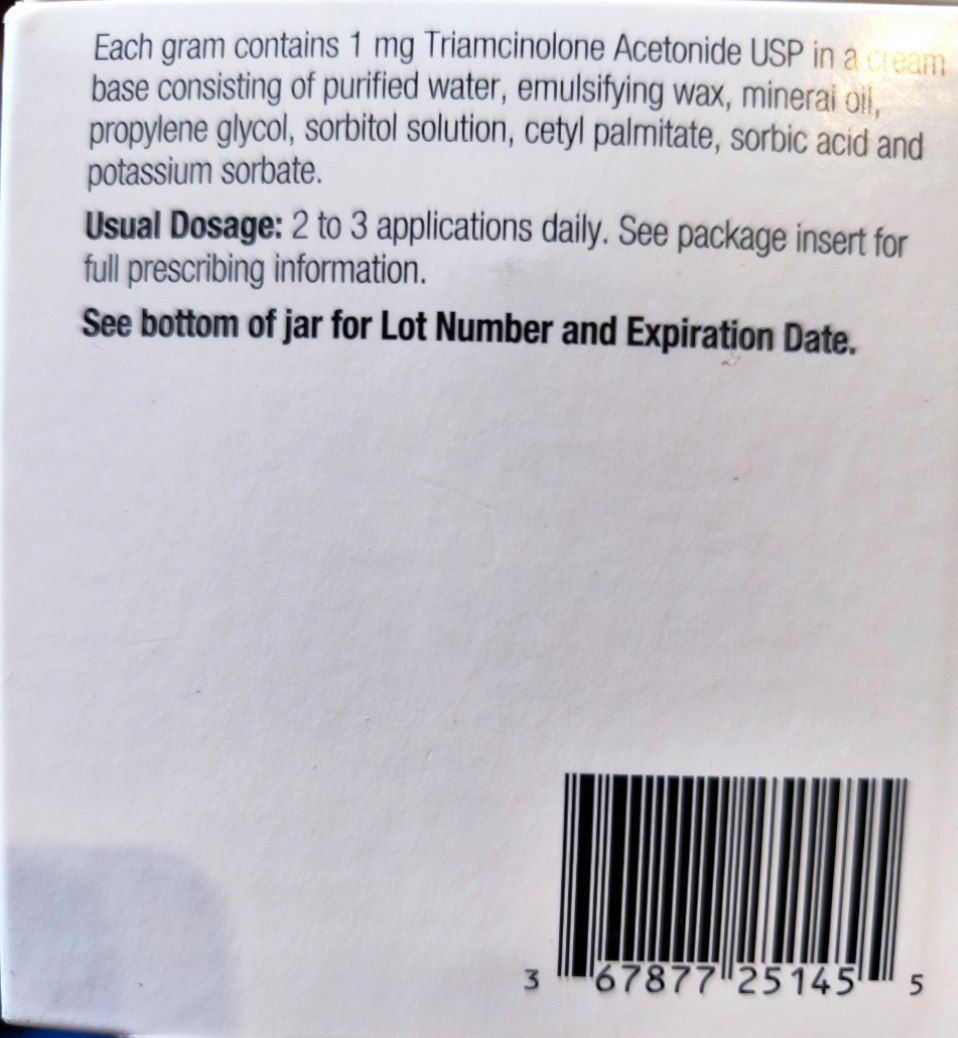 Each gram contains 1 mg Triamcinolone Acetonide USP in a cream
base consisting of purified water, emulsifying wax, mineral oil,
propylene glycol, sorbitol solution, cetyl palmitate, sorbic acid and
potassium sorbate.
Usual Dosage: 2 to 3 applications daily. See package insert for
full prescribing information.
See bottom of jar for Lot Number and Expiration Date.
3 67877 25145 5